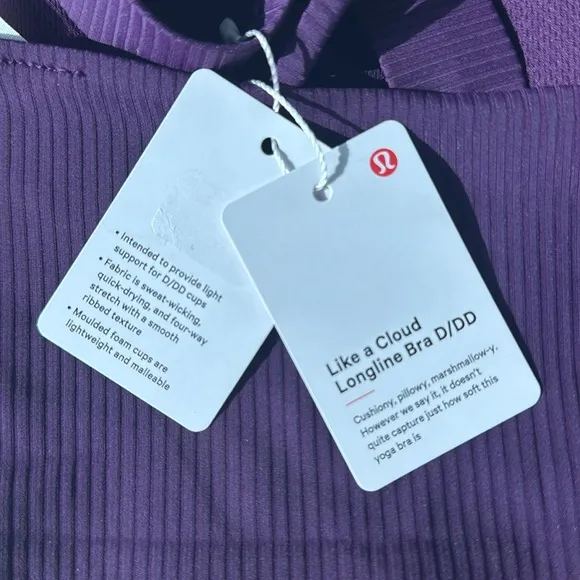 • Intended to provide light
support for D/DD cups
• Fabric is sweat-wicking,
quick-drying, and four-way
stretch with a smooth
ribbed texture
• Moulded foam cups are
lightweight and malleable
Like a Cloud
Longline Bra D/DD
Cushiony, pillowy, marshmallow-y.
However we say it, it doesn't
quite capture just how soft this
yoga bra is